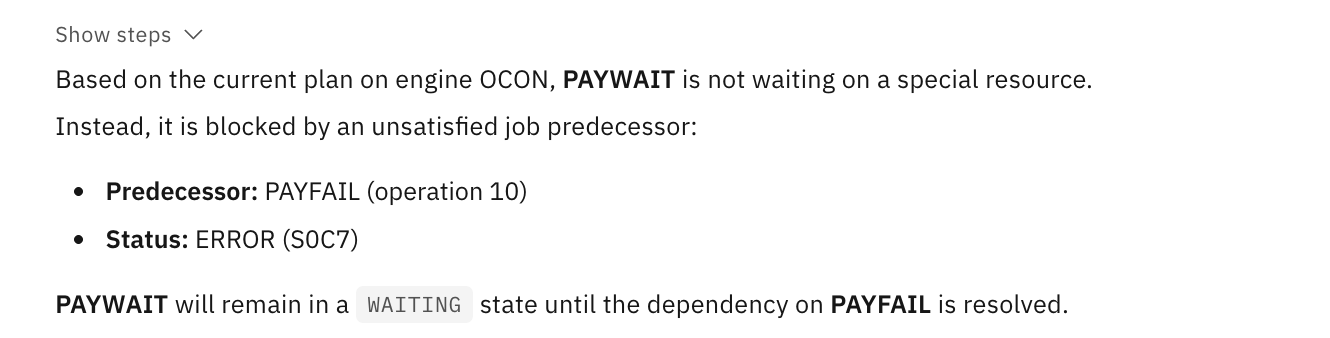 Show steps
Based on the current plan on engine OCON, PAYWAIT is not waiting on a special resource.
Instead, it is blocked by an unsatisfied job predecessor:
• Predecessor: PAYFAIL (operation 10)
• Status: ERROR (S0C7)
PAYWAIT will remain in a WAITING state until the dependency on PAYFAIL is resolved.